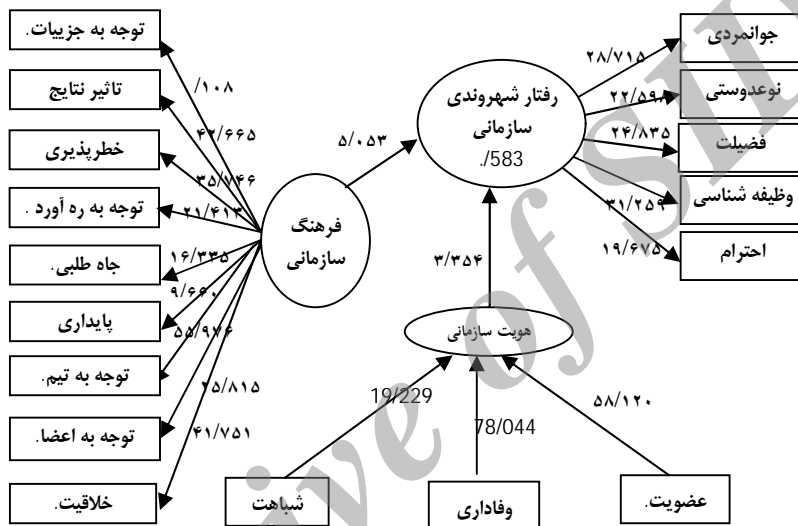 توجه به جزییات.
تاثیر نتایج
خطرپذیری
توجه به ره آورد .
جاه طلبی.
پایداری
توجه به تیم.
توجه به اعضا.
خلاقیت.
/۱۰۸
۴۲/۶۶۵
۳۵/۷۴۶
۲۱/۴۱۳
۱۶/۳۳۵
۹/۶۶۰
۵۵/۹۷۶
۲۵/۸۱۵
۴۱/۷۵۱
فرهنگ
سازمانی
۵/۰۵۳
رفتار شهروندی
سازمانی
./583
۲۸/۷۱۵
۲۲/۵۹۸
۲۴/۸۳۵
۳۱/۲۵۹
۱۹/۶۷۵
جوانمردی
نوعدوستی
فضیلت
وظیفه شناسی
احترام
۳/۳۵۴
هویت سازمانی
19/229
78/044
۵۸/۱۲۰
شباهت
وفاداری
عضویت.